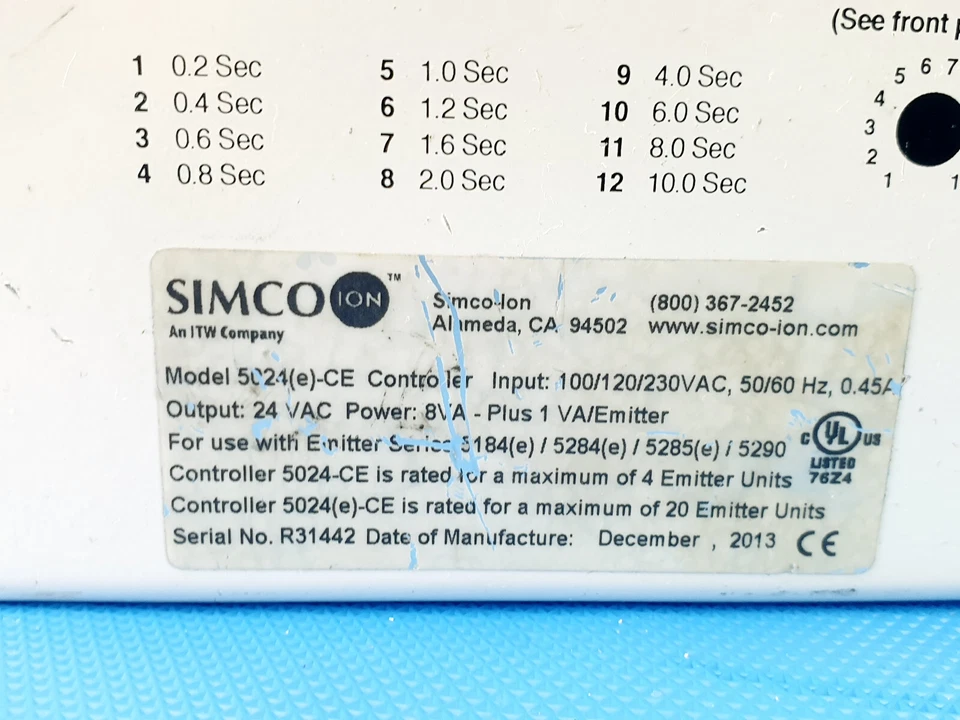 (See front
1 0.2 Sec 5 1.0 Sec 9 4.0 Sec
2 0.4 Sec 6 1.2 Sec 10 6.0 Sec
3 0.6 Sec 7 1.6 Sec 11 8.0 Sec
4 0.8 Sec 8 2.0 Sec 12 10.0 Sec
5 6 7
4
3
2
1 1
SIMCO ION ™
An ITW Company
Simco-Ion (800) 367-2452
Alameda, CA 94502 www.simco-ion.com
Model 5024(e)-CE Controller Input: 100/120/230VAC, 50/60 Hz, 0.45A
Output: 24 VAC Power: 8VA - Plus 1 VA/Emitter
For use with Emitter Series 5184(e) / 5284(e) / 5285(e) / 5290
Controller 5024-CE is rated for a maximum of 4 Emitter Units
Controller 5024(e)-CE is rated for a maximum of 20 Emitter Units
Serial No. R31442 Date of Manufacture: December , 2013 CE
C UL US
LISTED
76Z4